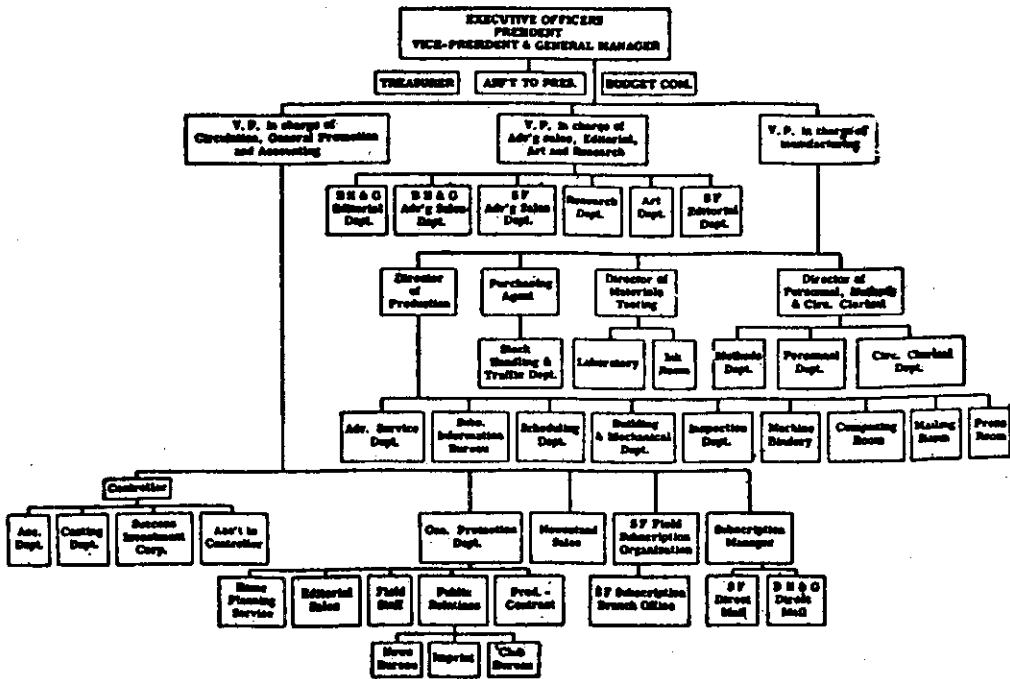 EXECUTIVE OFFICERS
PRESIDENT
VICE-PRESIDENT & GENERAL MANAGER
TREASURER
ASS'T TO PRES.
BUDGET COM.
V. P. in charge of
Circulation, General Promotion
and Accounting
V. P. in charge of
Adv'g Sales, Editorial,
Art and Research
V. P. in charge of
manufacturing
B H & G
Editorial
Dept.
B H & G
Adv'g Sales
Dept.
S F
Adv'g Sales
Dept.
Research
Dept.
Art
Dept.
S F
Editorial
Dept.
Director
of
Production
Purchasing
Agent
Director of
Materials
Testing
Director of
Personnel, Methods
& Circ. Clerical
Stock
Handling &
Traffic Dept.
Laboratory
Ink
Room
Methods
Dept.
Personnel
Dept.
Circ. Clerical
Dept.
Adv. Service
Dept.
Subs.
Information
Bureau
Scheduling
Dept.
Building
& Mechanical
Dept.
Inspection
Dept.
Machine
Bindery
Composing
Room
Mailing
Room
Press
Room
Controller
Acc.
Dept.
Costing
Dept.
Success
Investment
Corp.
Ass't to
Controller
Gen. Promotion
Dept.
Newsstand
Sales
S F Field
Subscription
Organization
Subscription
Manager
Home
Planning
Service
Editorial
Sales
Field
Staff
Public
Relations
Prod. -
Contract
S F Subscription
Branch Office
S F
Direct
Mail
B H & G
Direct
Mail
News
Bureau
Imprint
Club
Bureau